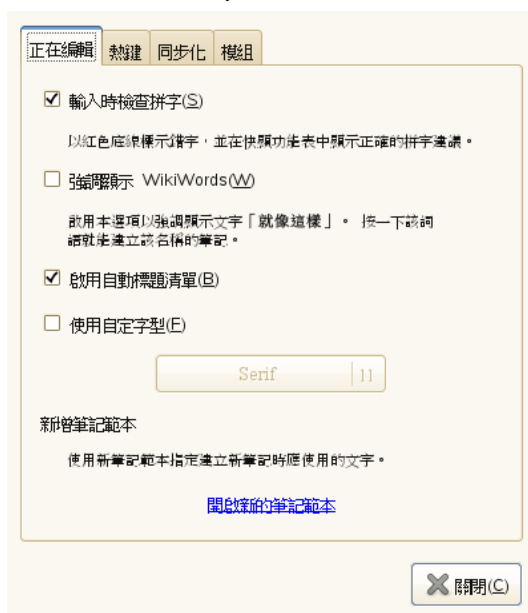 正在編輯 熱鍵 同步化 模組
輸入時檢查拼字(S)
以紅色底線標示錯字，並在快顯功能表中顯示正確的拼字建議。
強調顯示 WikiWords(W)
啟用本選項以強調顯示文字「就像這樣」。 按一下該詞
語就能建立該名稱的筆記。
啟用自動標題清單(B)
使用自定字型(F)
Serif 11
新增筆記範本
使用新筆記範本指定建立新筆記時應使用的文字。
開啟新的筆記範本
關閉(C)